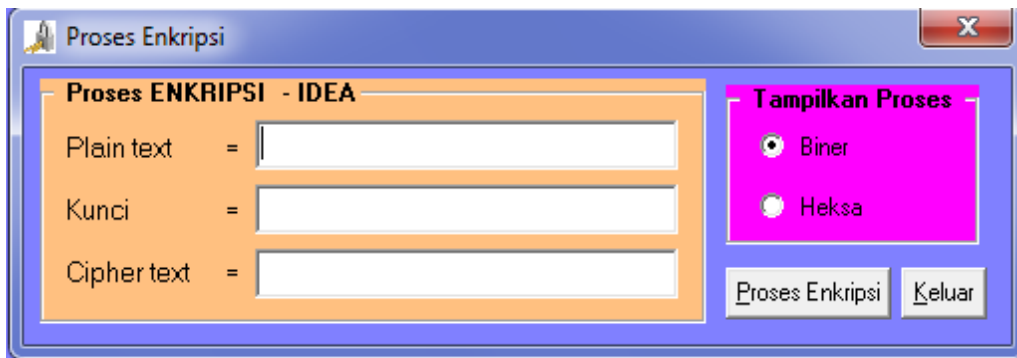 Proses Enkripsi
Proses ENKRIPSI - IDEA
Plain text =
Kunci =
Cipher text =
Tampilkan Proses
Biner
Heksa
Proses Enkripsi
Keluar